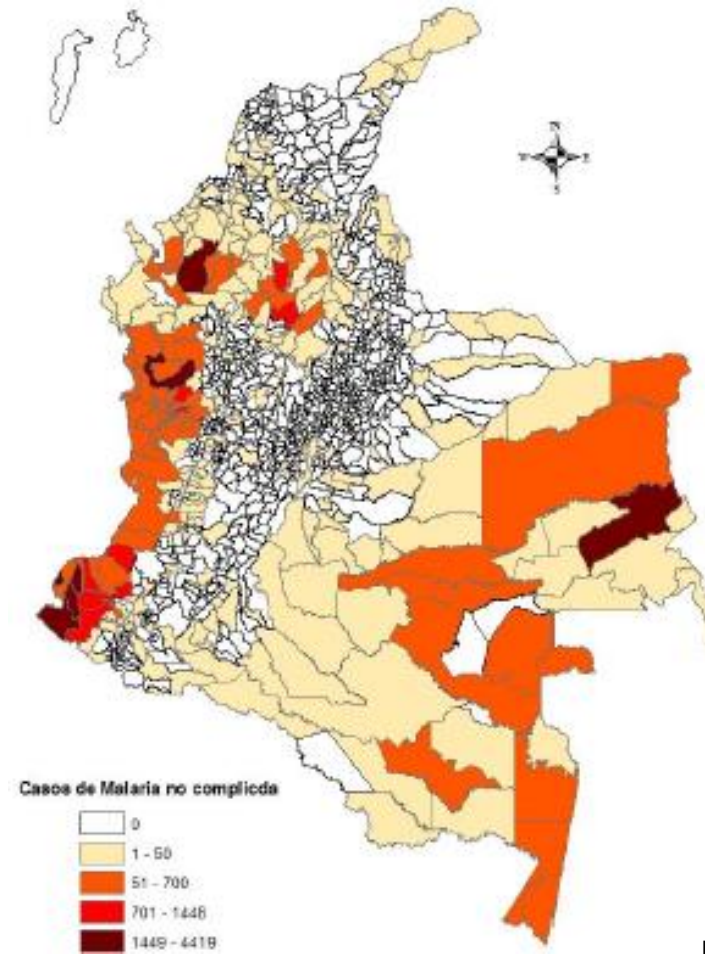 N
W E
S
Casos de Malaria no complicda
0
1 - 50
51 - 700
701 - 1448
1449 - 4419